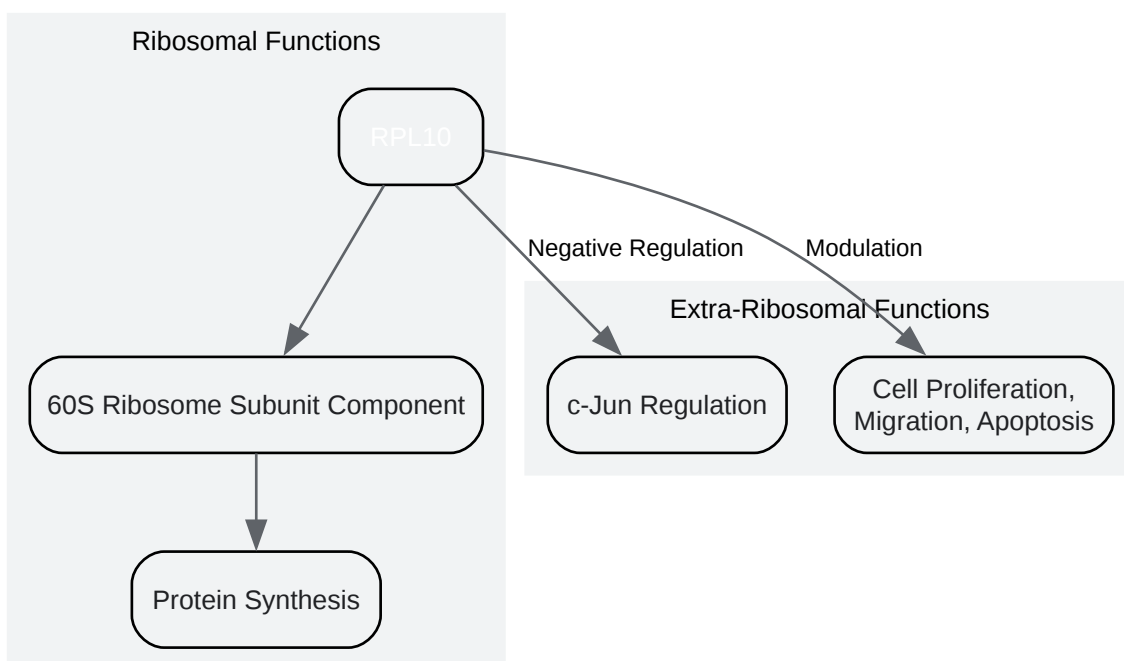 Ribosomal Functions
RPL10
Negative Regulation
Modulation
Extra-Ribosomal Functions
60S Ribosome Subunit Component
c-Jun Regulation
Cell Proliferation,
Migration, Apoptosis
Protein Synthesis